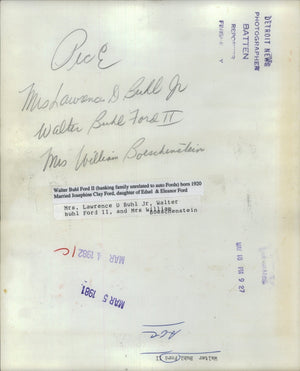 Pic E
Mrs Lawrence D Buhl Jr
Walter Buhl Ford II
Mrs William Boeschenstein
Walter Buhl Ford II (banking family unrelated to auto Fords) born 1920
Married Josephine Clay Ford, daughter of Edsel & Eleanor Ford
Mrs. Lawrence D Buhl Jr, Walter
buhl Ford 11, and Mrs William
Boeschenstein
DETROIT NEWS
PHOTOGRAPHER
BATTEN
REPORTER
MAR 4 1982
MAR 5 1981
Walter Buhl (Ford) II